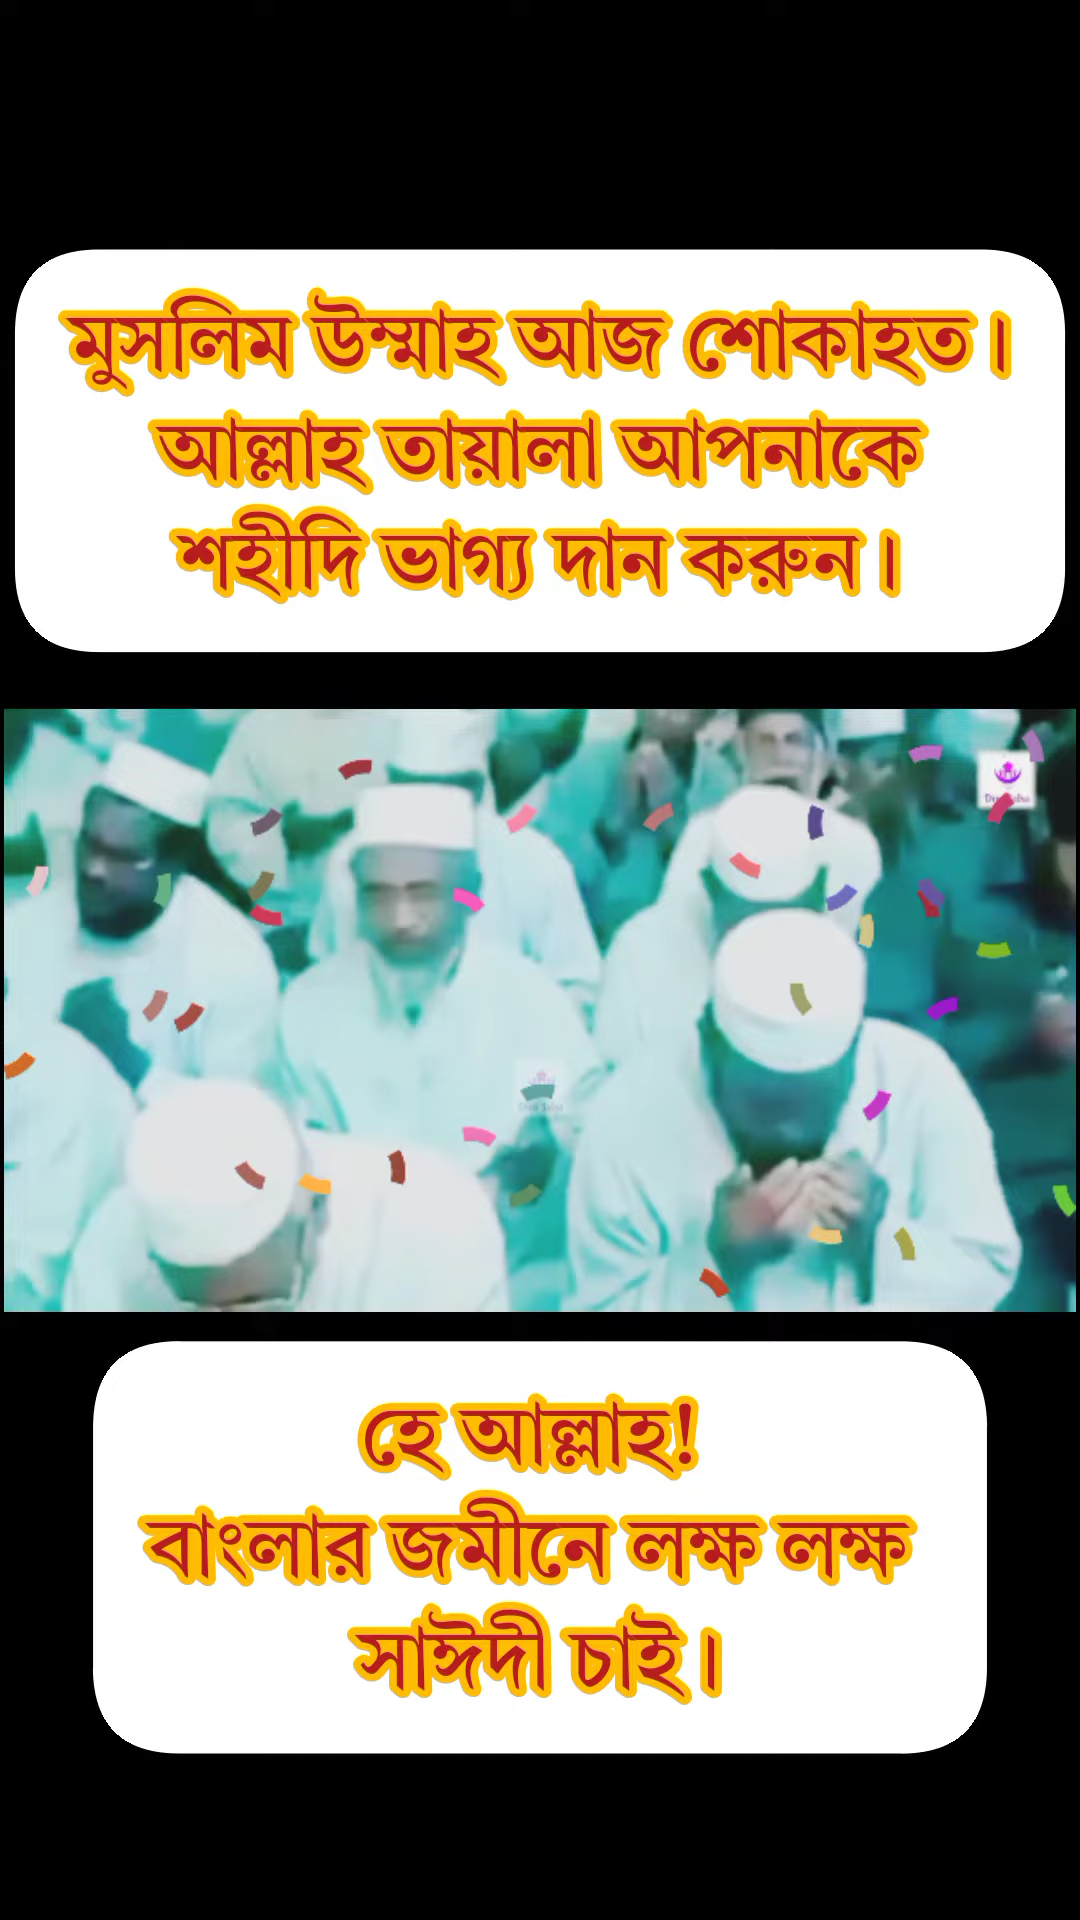 মুসলিম উম্মাহ আজ শোকাহত।
আল্লাহ তায়ালা আপনাকে
শহীদি ভাগ্য দান করুন।
হে আল্লাহ!
বাংলার জমীনে লক্ষ লক্ষ
সাঈদী চাই।